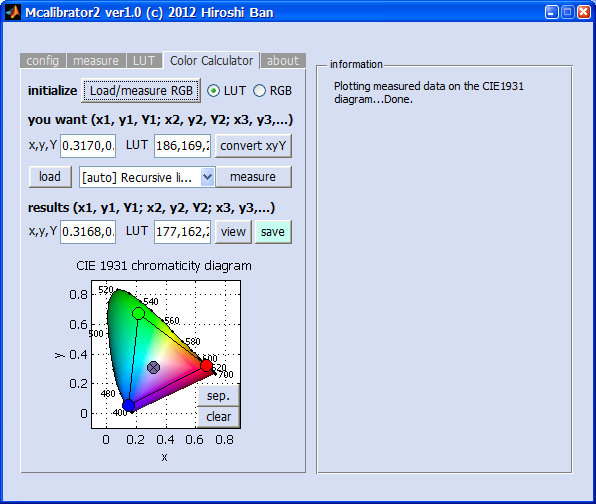 Mcalibrator2 ver1.0 (c) 2012 Hiroshi Ban
config measure LUT Color Calculator about
initialize Load/measure RGB LUT RGB
you want (x1, y1, Y1; x2, y2, Y2; x3, y3,...)
x,y,Y 0.3170,0. LUT 186,169,2 convert xyY
load [auto] Recursive li... measure
results (x1, y1, Y1; x2, y2, Y2; x3, y3,...)
x,y,Y 0.3168,0. LUT 177,162,2 view save
CIE 1931 chromaticity diagram
0.8
0.6
0.4
0.2
0
y
520
540
560
500
580
600
620
700
480
400
sep.
clear
0 0.2 0.4 0.6 0.8
x
information
Plotting measured data on the CIE1931
diagram...Done.